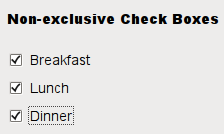 Non-exclusive Check Boxes
Breakfast
Lunch
Dinner